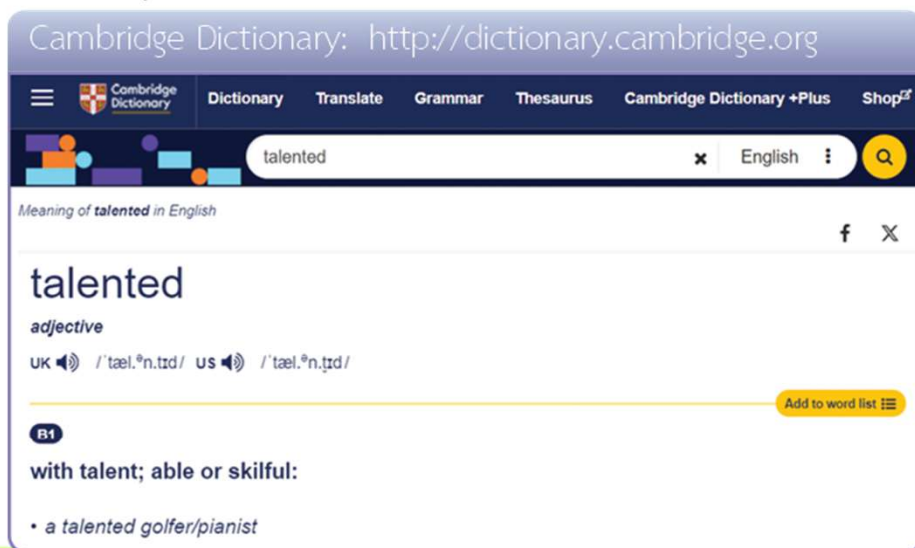 Cambridge Dictionary: http://dictionary.cambridge.org
Cambridge Dictionary Dictionary Translate Grammar Thesaurus Cambridge Dictionary +Plus Shop
talented × English
Meaning of talented in English
f X
talented
adjective
UK /ˈtæl.ᵊn.tɪd/ US /ˈtæl.ᵊn.t̬ɪd/
Add to word list
B1
with talent; able or skilful:
• a talented golfer/pianist